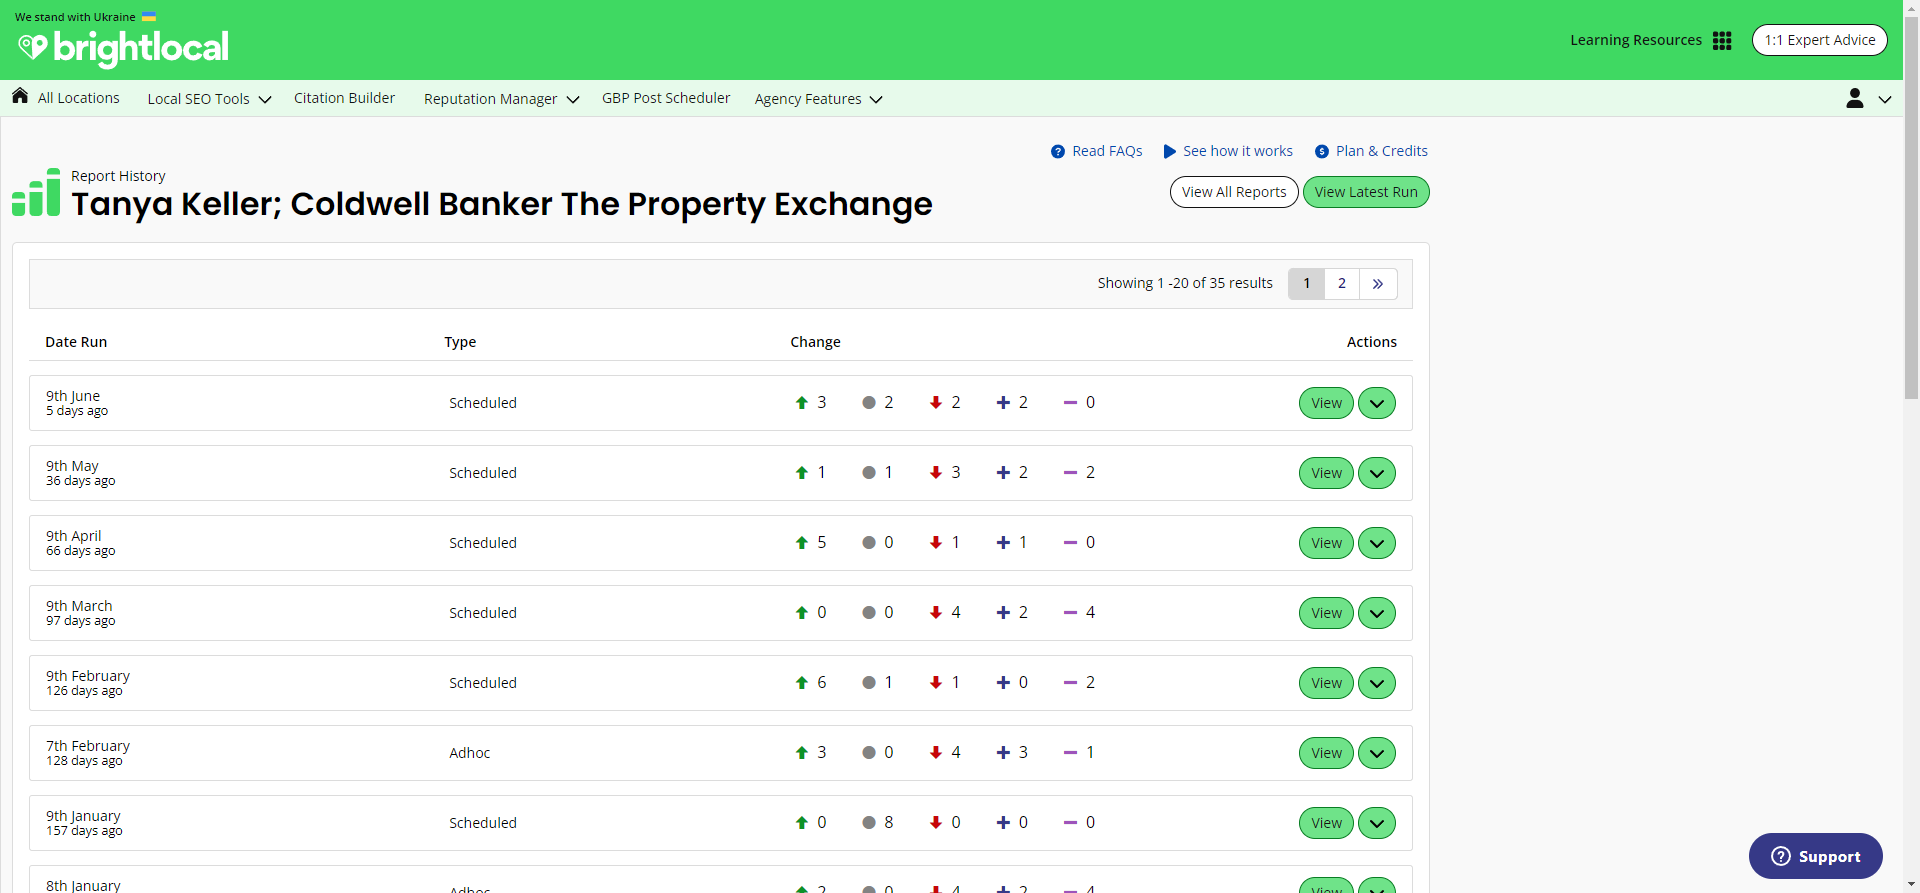 We stand with Ukraine
brightlocal
Learning Resources
1:1 Expert Advice
All Locations Local SEO Tools Citation Builder Reputation Manager GBP Post Scheduler Agency Features
Read FAQs See how it works Plan & Credits
Report History
Tanya Keller; Coldwell Banker The Property Exchange
View All Reports View Latest Run
Showing 1 -20 of 35 results 1 2 »
Date Run Type Change Actions
9th June
5 days ago
Scheduled 3 2 2 2 0 View
9th May
36 days ago
Scheduled 1 1 3 2 2 View
9th April
66 days ago
Scheduled 5 0 1 1 0 View
9th March
97 days ago
Scheduled 0 0 4 2 4 View
9th February
126 days ago
Scheduled 6 1 1 0 2 View
7th February
128 days ago
Adhoc 3 0 4 3 1 View
9th January
157 days ago
Scheduled 0 8 0 0 0 View
8th January
Adhoc 2 0 4 2 4 View
Support